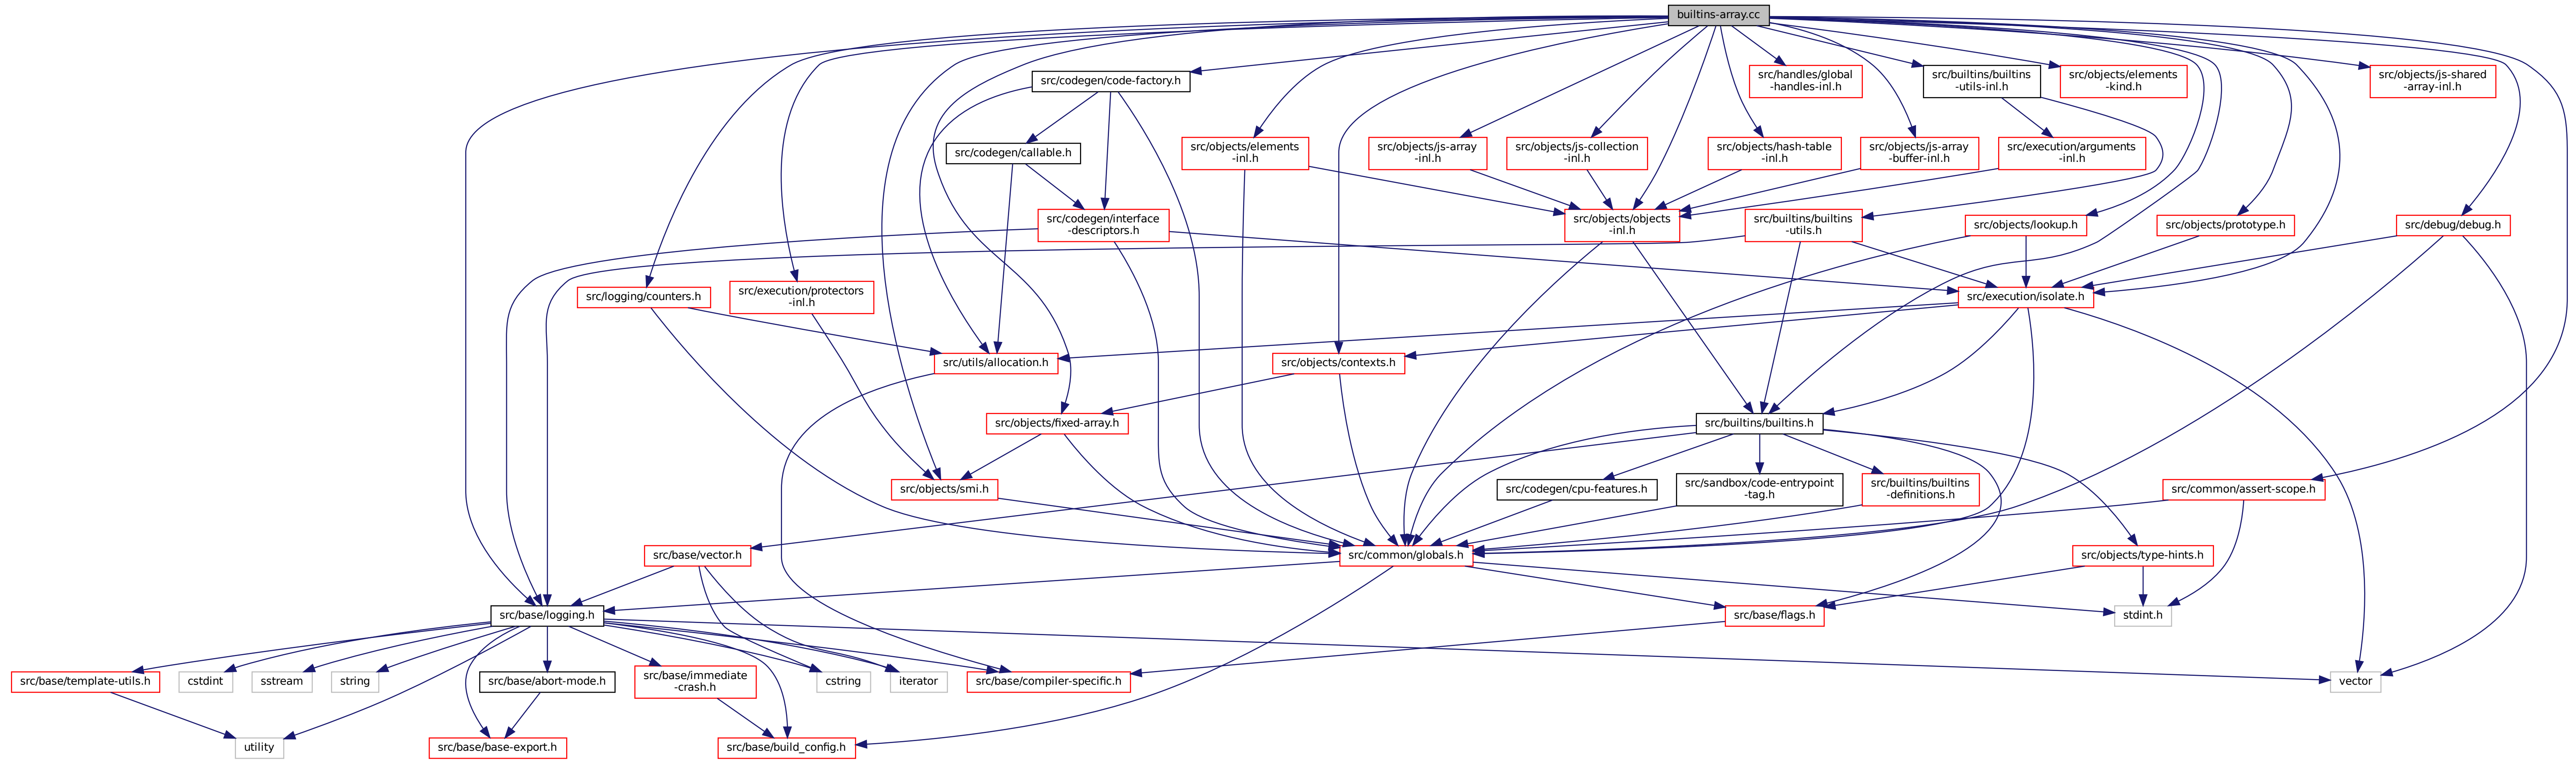 builtins-array.cc
src/codegen/code-factory.h
src/handles/global
-handles-inl.h
src/builtins/builtins
-utils-inl.h
src/objects/elements
-kind.h
src/objects/js-shared
-array-inl.h
src/codegen/callable.h
src/objects/elements
-inl.h
src/objects/js-array
-inl.h
src/objects/js-collection
-inl.h
src/objects/hash-table
-inl.h
src/objects/js-array
-buffer-inl.h
src/execution/arguments
-inl.h
src/codegen/interface
-descriptors.h
src/builtins/builtins
-utils.h
src/objects/objects
-inl.h
src/objects/lookup.h
src/objects/prototype.h
src/debug/debug.h
src/logging/counters.h
src/execution/protectors
-inl.h
src/execution/isolate.h
src/utils/allocation.h
src/objects/contexts.h
src/objects/fixed-array.h
src/builtins/builtins.h
src/objects/smi.h
src/codegen/cpu-features.h
src/sandbox/code-entrypoint
-tag.h
src/builtins/builtins
-definitions.h
src/common/assert-scope.h
src/base/vector.h
src/common/globals.h
src/objects/type-hints.h
src/base/logging.h
src/base/flags.h
stdint.h
src/base/template-utils.h
cstdint
sstream
string
src/base/abort-mode.h
src/base/immediate
-crash.h
cstring
iterator
src/base/compiler-specific.h
vector
utility
src/base/base-export.h
src/base/build_config.h